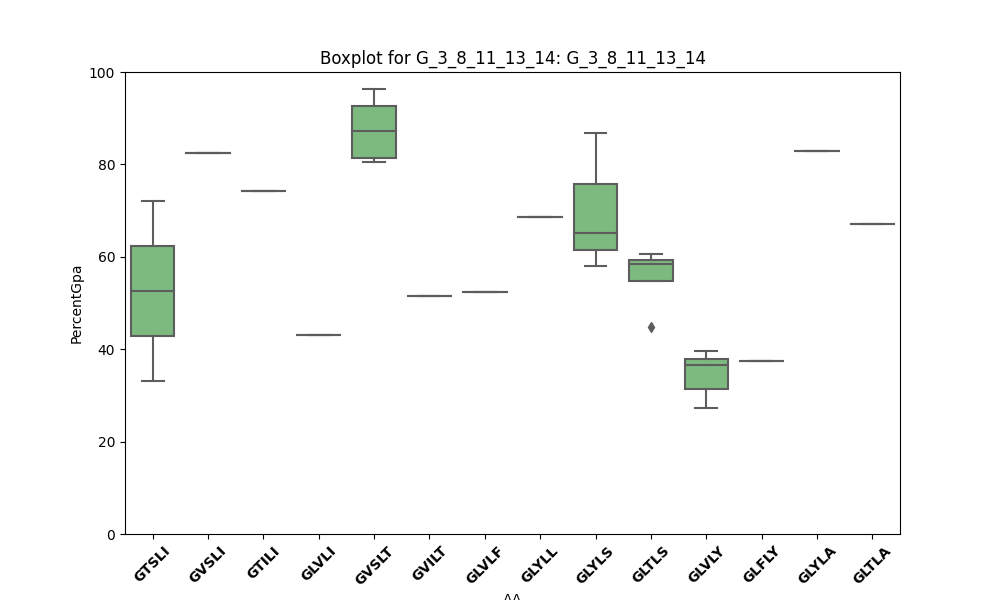 Boxplot for G_3_8_11_13_14: G_3_8_11_13_14
100
80
60
40
20
0
PercentGpa
GTSLI GVSLI GTILI GLVLI GVSLT GVILT GLVLF GLYLL GLYLS GLTLS GLVLY GLFLY GLYLA GLTLA
AA